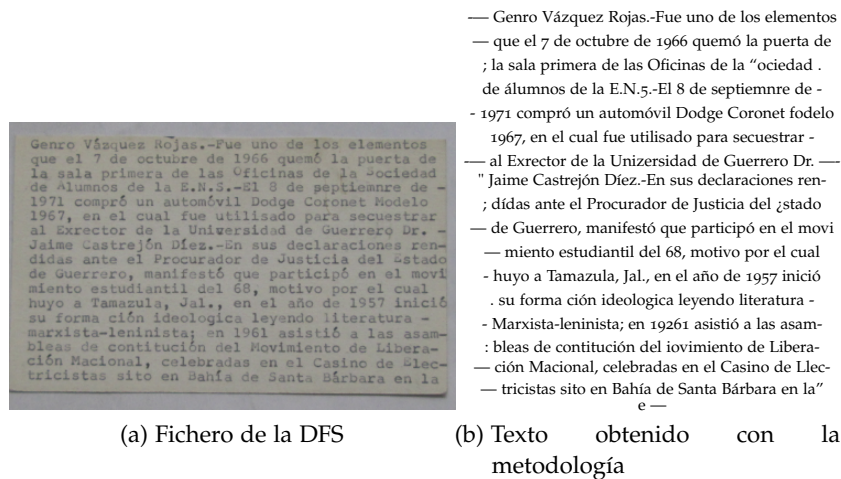 Genro Vázquez Rojas.-Fue uno de los elementos
que el 7 de octubre de 1966 quemó la puerta de
la sala primera de las Oficinas de la Sociedad
de Alumnos de la E.N.S.-El 8 de peptiemnre de -
1971 compró un automóvil Dodge Coronet Modelo
1967, en el cual fue utilisado para secuestrar
al Exrector de la Universidad de Guerrero Dr. -
Jaime Castrejón Díez.-En sus declaraciones ren-
didas ante el Procurador de Justicia del Estado
de Guerrero, manifestó que participó en el movi
miento estudiantil del 68, motivo por el cual
huyo a Tamazula, Jal., en el año de 1957 inició
su forma ción ideologica leyendo literatura -
marxista-leninista; en 1961 asistió a las asam-
bleas de contitución del Movimiento de Libera-
ción Macional, celebradas en el Casino de Elec-
tricistas sito en Bahía de Santa Bárbara en la
(a) Fichero de la DFS
-— Genro Vázquez Rojas.-Fue uno de los elementos
— que el 7 de octubre de 1966 quemó la puerta de
; la sala primera de las Oficinas de la “ociedad .
de álumnos de la E.N.5.-El 8 de septiemnre de -
- 1971 compró un automóvil Dodge Coronet fodelo
1967, en el cual fue utilisado para secuestrar -
-— al Exrector de la Unizersidad de Guerrero Dr. —-
" Jaime Castrejón Díez.-En sus declaraciones ren-
; dídas ante el Procurador de Justicia del ¿stado
— de Guerrero, manifestó que participó en el movi
— miento estudiantil del 68, motivo por el cual
- huyo a Tamazula, Jal., en el año de 1957 inició
. su forma ción ideologica leyendo literatura -
- Marxista-leninista; en 19261 asistió a las asam-
: bleas de contitución del iovimiento de Libera-
— ción Macional, celebradas en el Casino de Llec-
— tricistas sito en Bahía de Santa Bárbara en la”
e —
(b) Texto obtenido con la
metodología